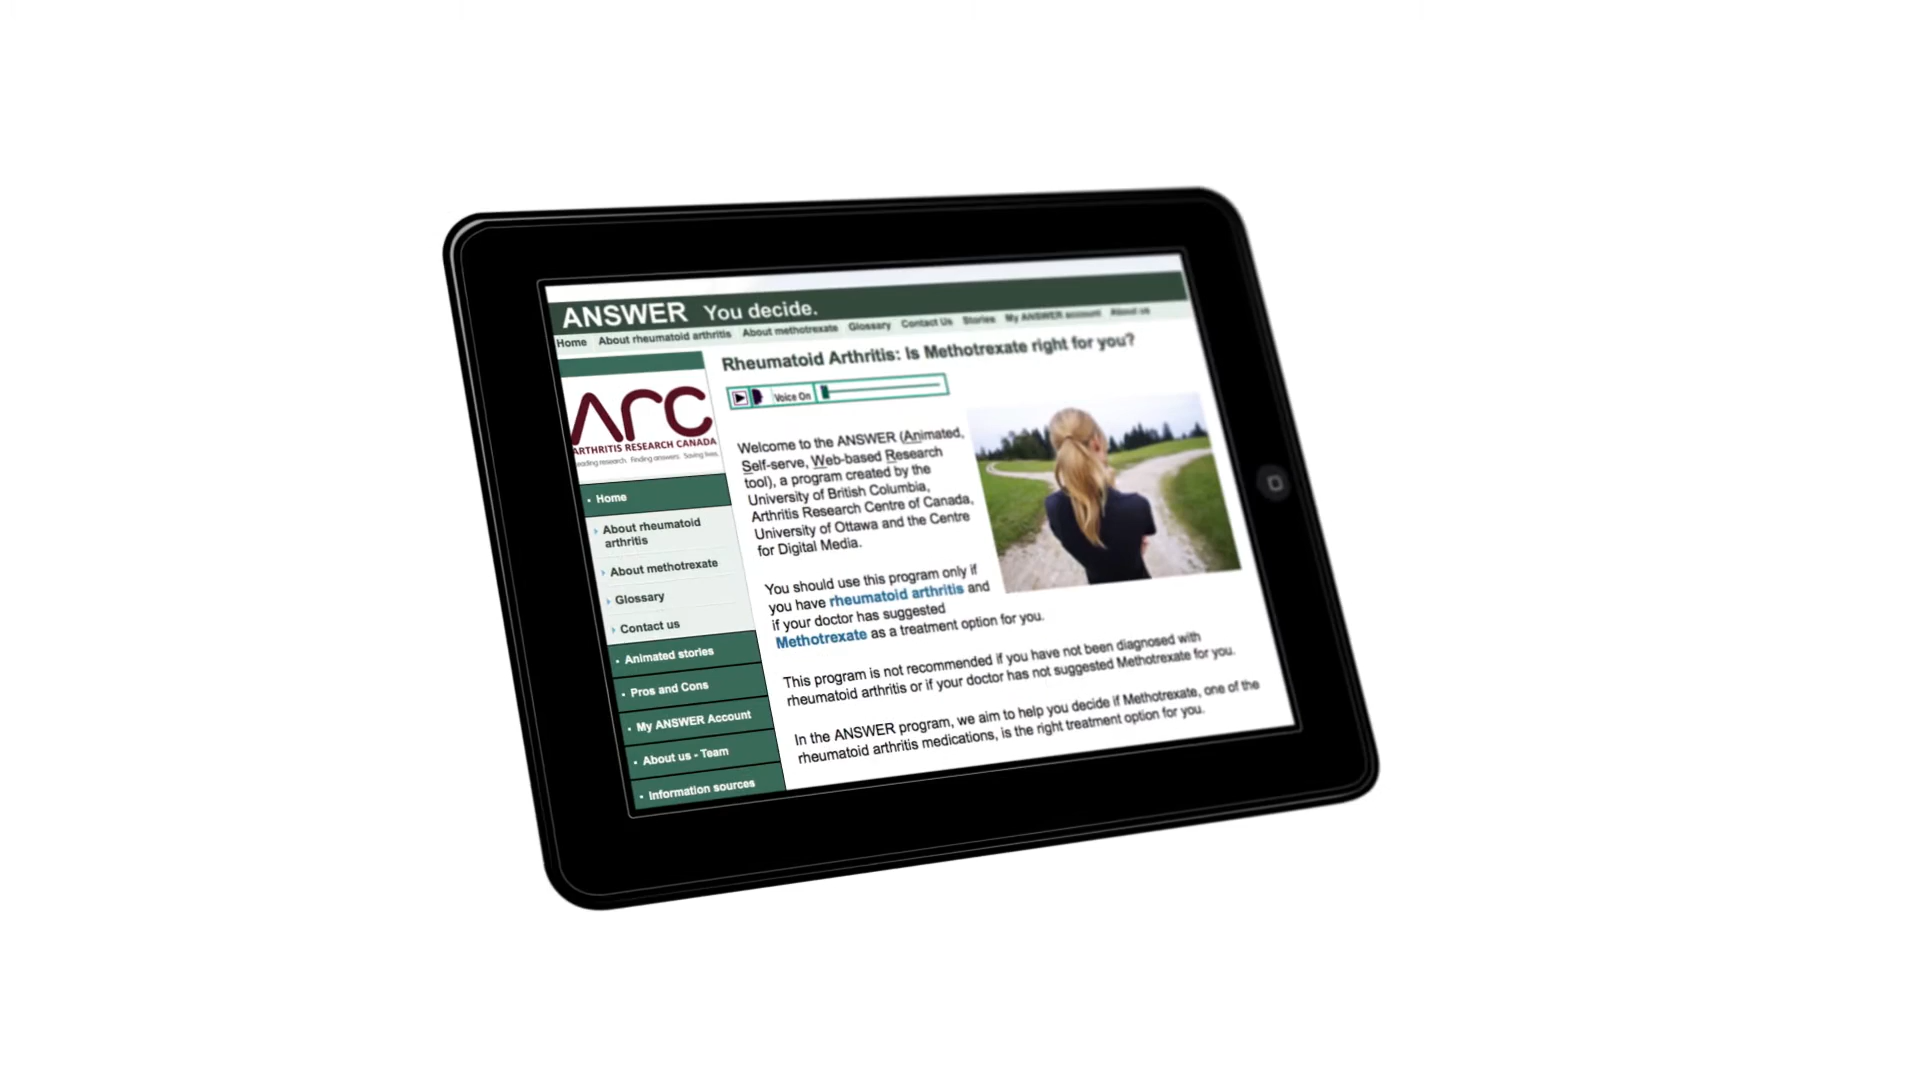 ANSWER You decide.
Home About rheumatoid arthritis About methotrexate Glossary Contact Us Stories My ANSWER account About us
Rheumatoid Arthritis: Is Methotrexate right for you?
Voice On
ARC
ARTHRITIS RESEARCH CANADA
leading research. Finding answers. Saving lives.
Home
About rheumatoid
arthritis
About methotrexate
Glossary
Contact us
Animated stories
Pros and Cons
My ANSWER Account
About us - Team
Information sources
Welcome to the ANSWER (Animated,
Self-serve, Web-based Research
tool), a program created by the
University of British Columbia,
Arthritis Research Centre of Canada,
University of Ottawa and the Centre
for Digital Media.
You should use this program only if
you have rheumatoid arthritis and
if your doctor has suggested
Methotrexate as a treatment option for you.
This program is not recommended if you have not been diagnosed with
rheumatoid arthritis or if your doctor has not suggested Methotrexate for you.
In the ANSWER program, we aim to help you decide if Methotrexate, one of the
rheumatoid arthritis medications, is the right treatment option for you.